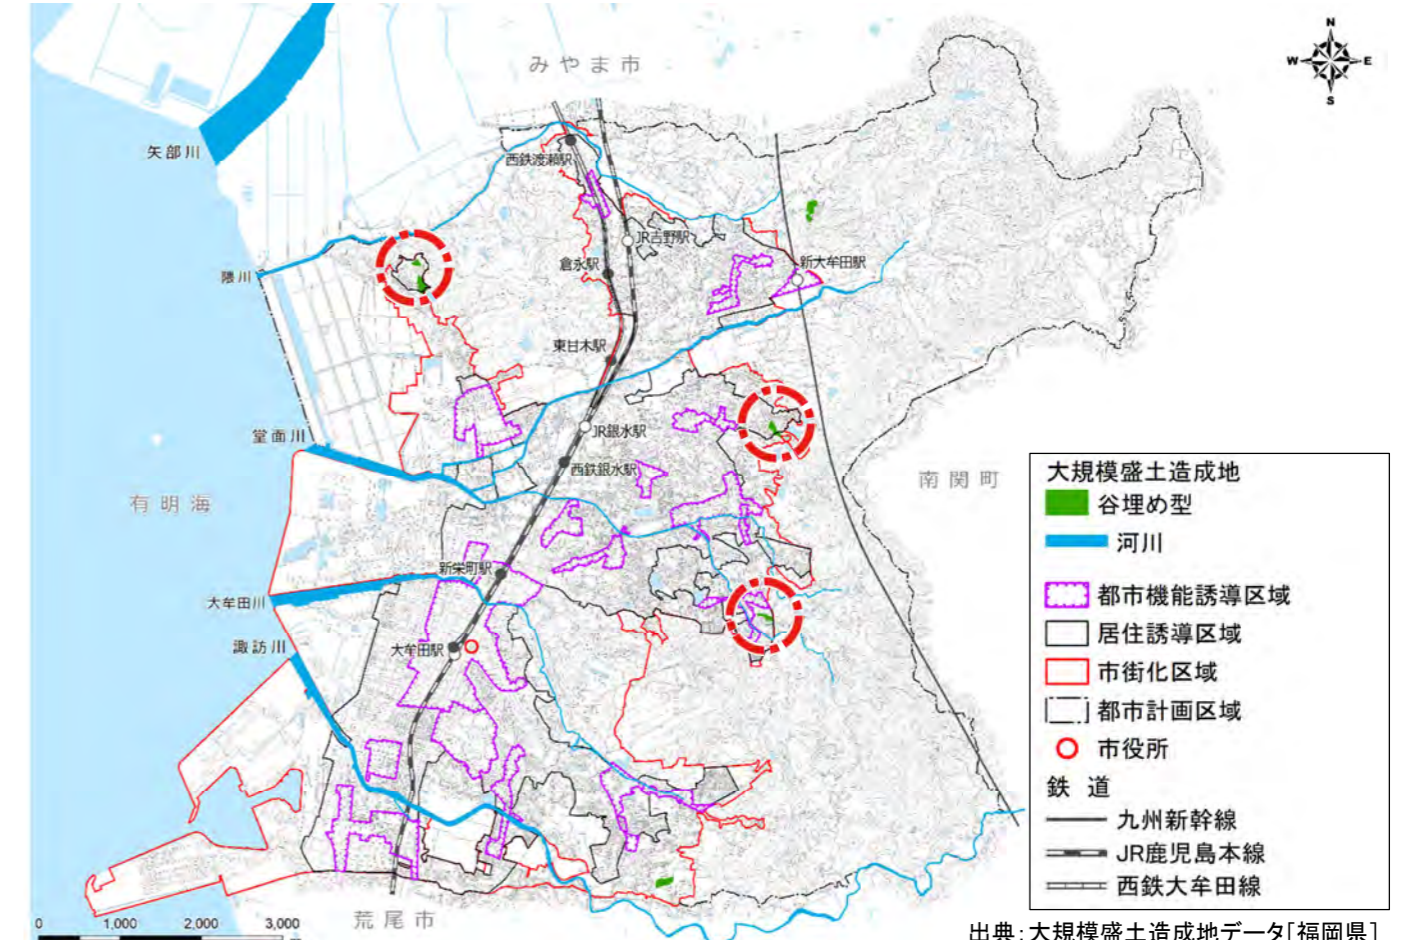 みやま市
N
W
E
S
矢部川
西鉄渡瀬駅
JR吉野駅
隈川
倉永駅
新大牟田駅
東甘木駅
堂面川
JR銀水駅
西鉄銀水駅
有明海
南関町
新栄町駅
大牟田川
諏訪川
大牟田駅
荒尾市
0 1,000 2,000 3,000
大規模盛土造成地
谷埋め型
河川
都市機能誘導区域
居住誘導区域
市街化区域
都市計画区域
市役所
鉄道
九州新幹線
JR鹿児島本線
西鉄大牟田線
出典：大規模盛土造成地データ[福岡県]